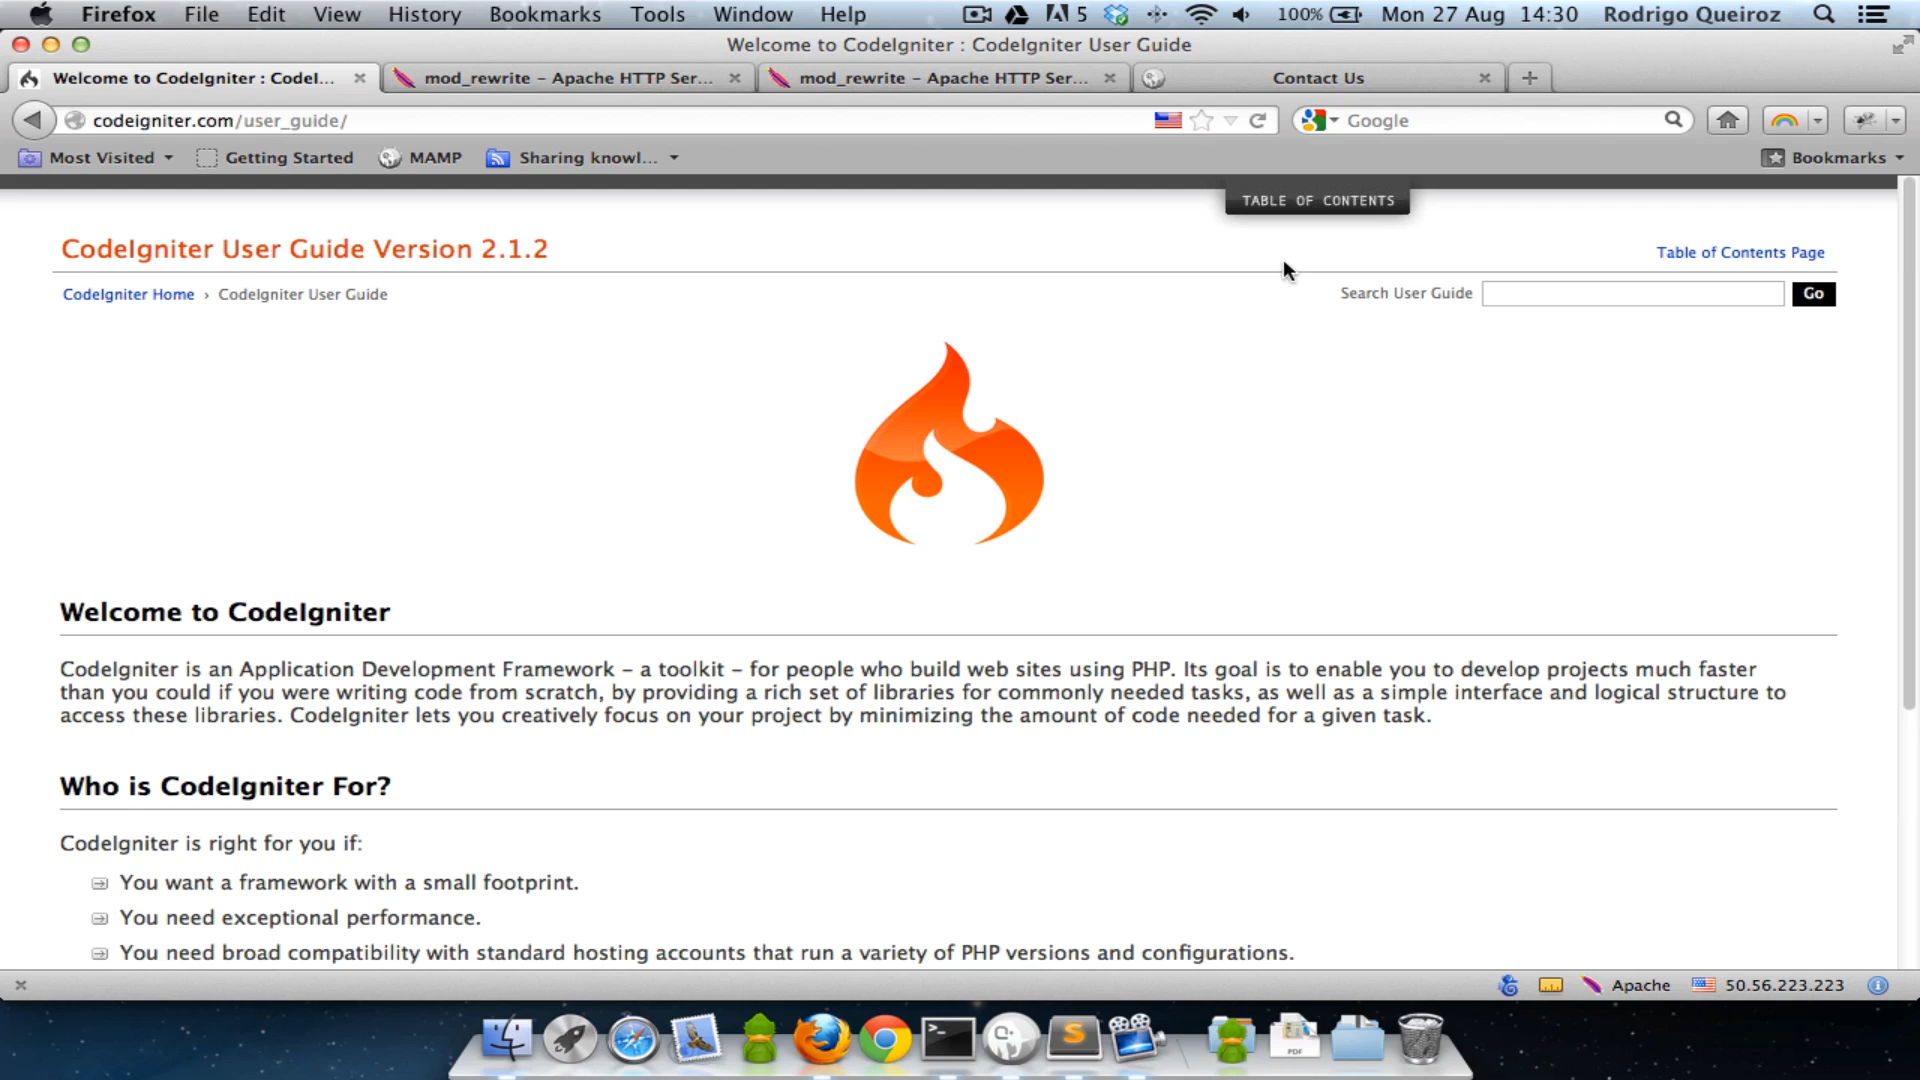 Firefox File Edit View History Bookmarks Tools Window Help 5 100% Mon 27 Aug 14:30 Rodrigo Queiroz
Welcome to CodeIgniter : CodeIgniter User Guide
Welcome to CodeIgniter : CodeI... mod_rewrite – Apache HTTP Ser... mod_rewrite – Apache HTTP Ser... Contact Us
codeigniter.com/user_guide/ Google
Most Visited Getting Started MAMP Sharing knowl... Bookmarks
TABLE OF CONTENTS
CodeIgniter User Guide Version 2.1.2 Table of Contents Page
CodeIgniter Home › CodeIgniter User Guide Search User Guide Go
Welcome to CodeIgniter
CodeIgniter is an Application Development Framework – a toolkit – for people who build web sites using PHP. Its goal is to enable you to develop projects much faster
than you could if you were writing code from scratch, by providing a rich set of libraries for commonly needed tasks, as well as a simple interface and logical structure to
access these libraries. CodeIgniter lets you creatively focus on your project by minimizing the amount of code needed for a given task.
Who is CodeIgniter For?
CodeIgniter is right for you if:
You want a framework with a small footprint.
You need exceptional performance.
You need broad compatibility with standard hosting accounts that run a variety of PHP versions and configurations.
Apache 50.56.223.223
PDF